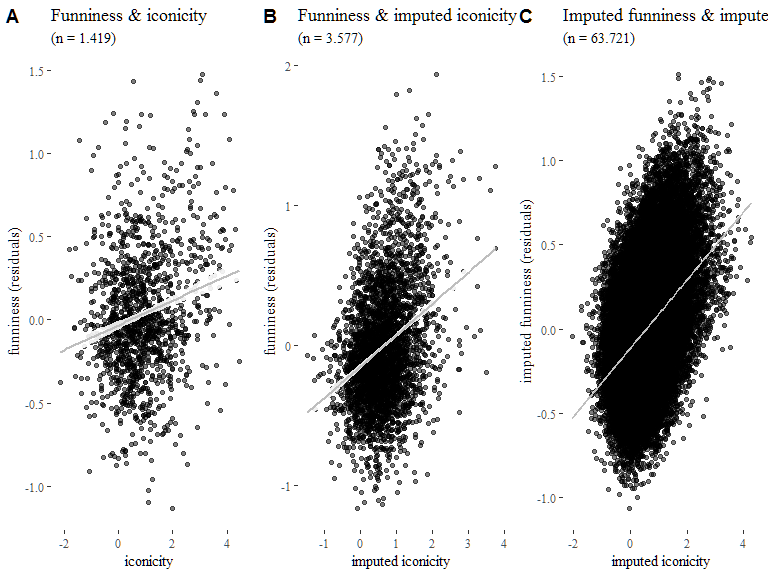 A
Funniness & iconicity
(n = 1.419)
1.5
1.0
0.5
0.0
-0.5
-1.0
funniness (residuals)
-2
0
2
4
iconicity
B
Funniness & imputed iconicity
(n = 3.577)
2
1
0
-1
funniness (residuals)
-1
0
1
2
3
4
imputed iconicity
C
Imputed funniness & impute
(n = 63.721)
1.5
1.0
0.5
0.0
-0.5
-1.0
imputed funniness (residuals)
-2
0
2
4
imputed iconicity